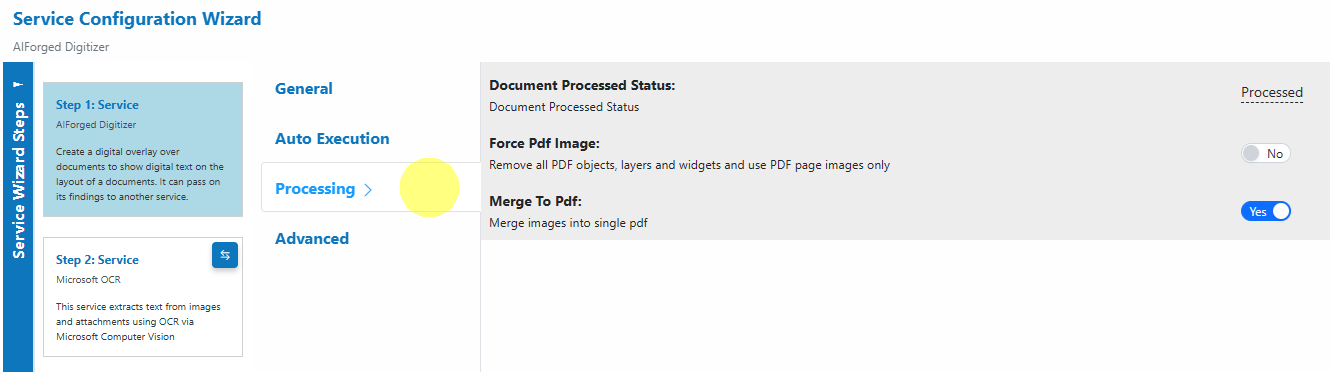 Service Configuration Wizard
AIForged Digitizer
Service Wizard Steps
Step 1: Service
AIForged Digitizer
Create a digital overlay over
documents to show digital text on the
layout of a documents. It can pass on
its findings to another service.
Step 2: Service
Microsoft OCR
This service extracts text from images
and attachments using OCR via
Microsoft Computer Vision
General
Auto Execution
Processing
Advanced
Document Processed Status:
Document Processed Status
Processed
Force Pdf Image:
Remove all PDF objects, layers and widgets and use PDF page images only
No
Merge To Pdf:
Merge images into single pdf
Yes